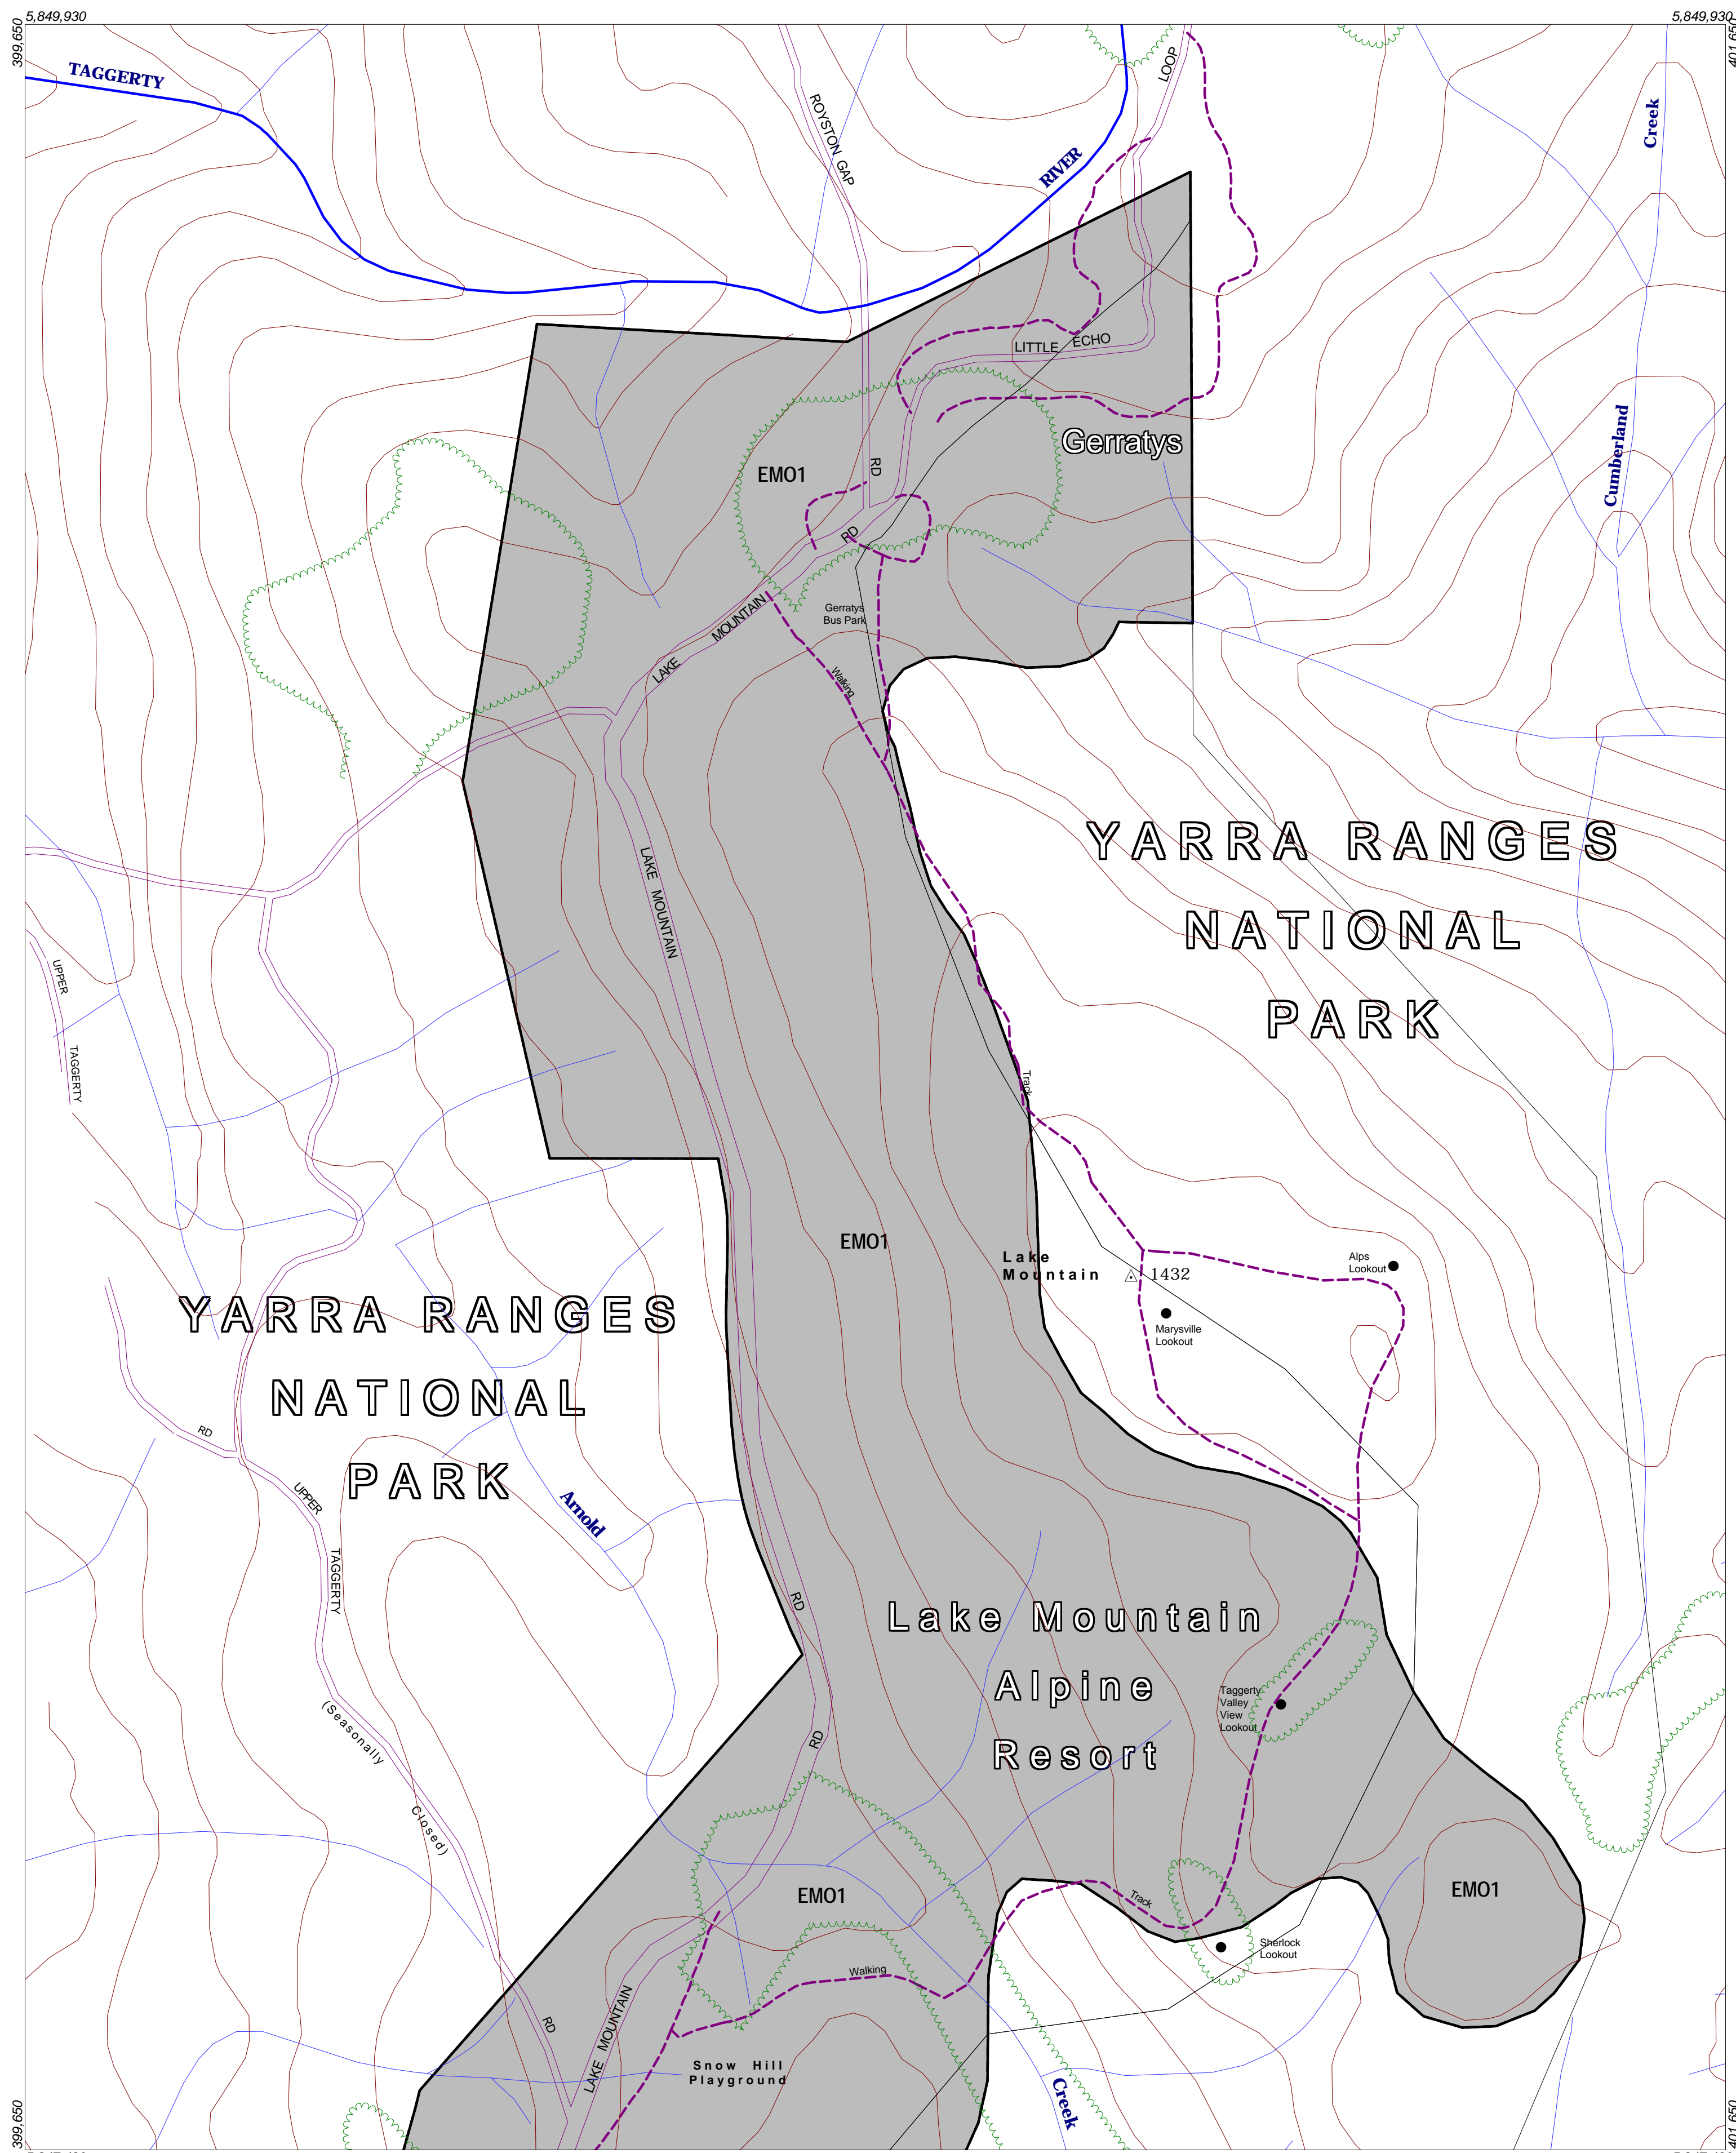 5,849,930
5,849,930
399,650
401,650
TAGGERTY
ROYSTON GAP
LOOP
RIVER
Creek
LITTLE ECHO
Gerratys
EMO1
RD
Cumberland
RD
Gerratys
Bus Park
MOUNTAIN
LAKE
Walking
YARRA RANGES
NATIONAL
PARK
LAKE MOUNTAIN
UPPER
TAGGERTY
Track
EMO1
Lake
Mountain
1432
Alps
Lookout
Marysville
Lookout
YARRA RANGES
NATIONAL
PARK
RD
UPPER
Arnold
TAGGERTY
RD
Lake Mountain
Alpine
Resort
Taggerty
Valley
View
Lookout
(Seasonally
Closed)
RD
EMO1
EMO1
Track
Sherlock
Lookout
Walking
RD
LAKE MOUNTAIN
Snow Hill
Playground
Creek
399,650
401,650